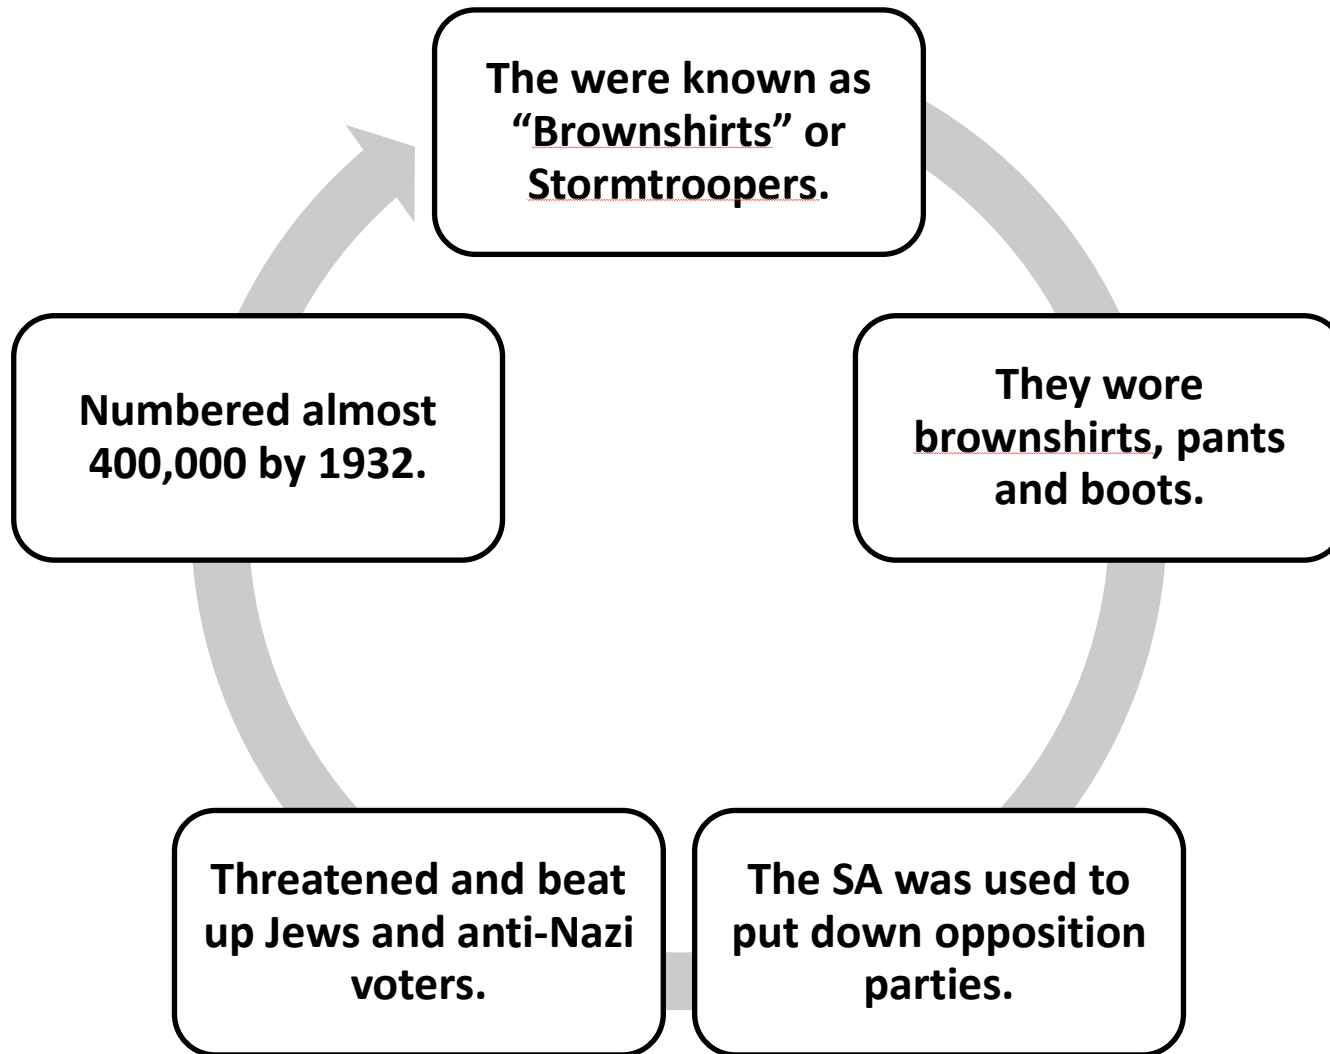 The were known as
“Brownshirts” or
Stormtroopers.
They wore
brownshirts, pants
and boots.
The SA was used to
put down opposition
parties.
Threatened and beat
up Jews and anti-Nazi
voters.
Numbered almost
400,000 by 1932.